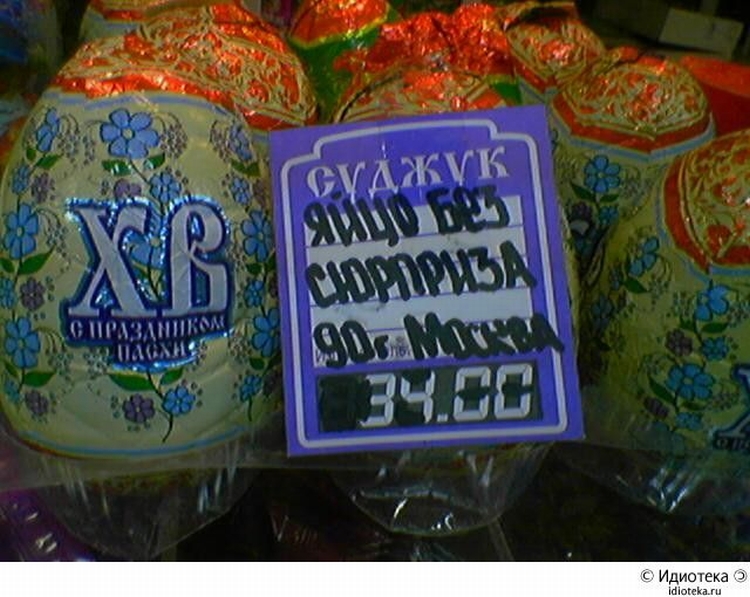 ХВ
С ПРАЗДНИКОМ
ПАСХИ
СУДЖУК
ЯЙЦО БЕЗ
СЮРПРИЗА
90г. МОСКВА
34.00
© Идиотека
idioteka.ru